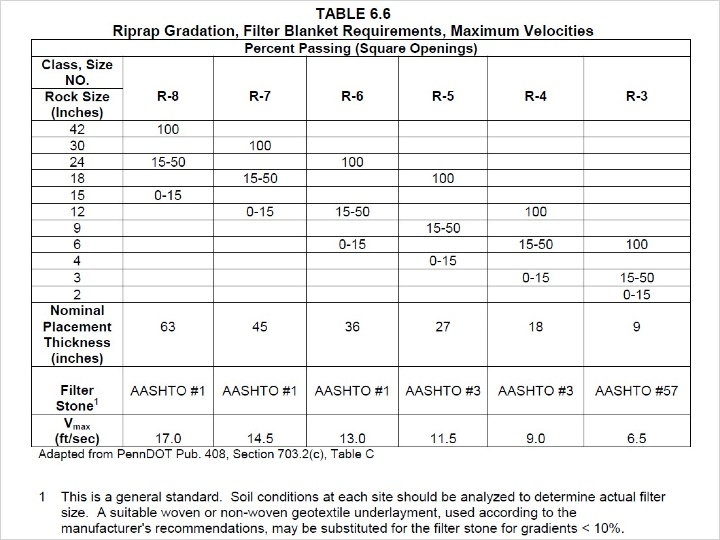 TABLE 6.6
Riprap Gradation, Filter Blanket Requirements, Maximum Velocities
Percent Passing (Square Openings)
Class, Size
NO.
Rock Size
(Inches)
R-8 R-7 R-6 R-5 R-4 R-3
42 100
30 100
24 15-50 100
18 15-50 100
15 0-15
12 0-15 15-50 100
9 15-50
6 0-15 15-50 100
4 0-15
3 0-15 15-50
2 0-15
Nominal
Placement
Thickness
(inches)
63 45 36 27 18 9
Filter
Stone1
AASHTO #1 AASHTO #1 AASHTO #1 AASHTO #3 AASHTO #3 AASHTO #57
Vmax
(ft/sec) 17.0 14.5 13.0 11.5 9.0 6.5
Adapted from PennDOT Pub. 408, Section 703.2(c), Table C
1 This is a general standard. Soil conditions at each site should be analyzed to determine actual filter
size. A suitable woven or non-woven geotextile underlayment, used according to the
manufacturer's recommendations, may be substituted for the filter stone for gradients < 10%.